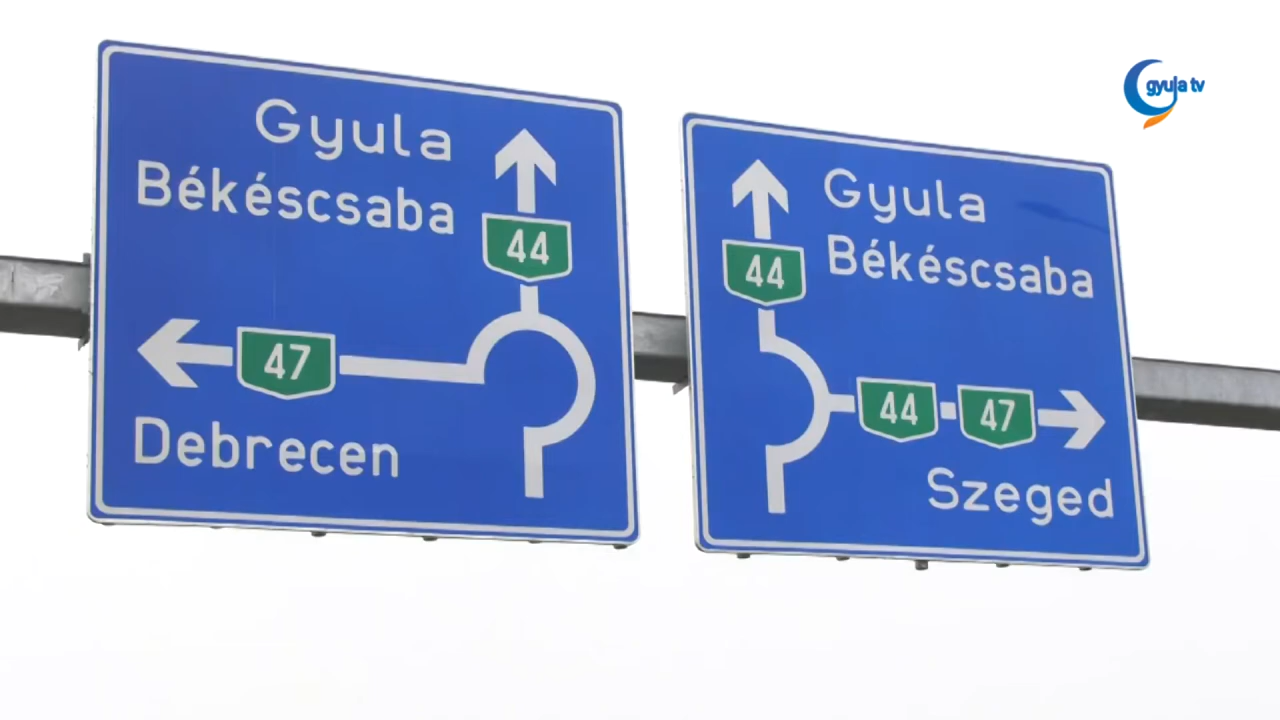 Gyula
Békéscsaba
44
47
Debrecen
Gyula
44
Békéscsaba
44
47
Szeged
gyula tv